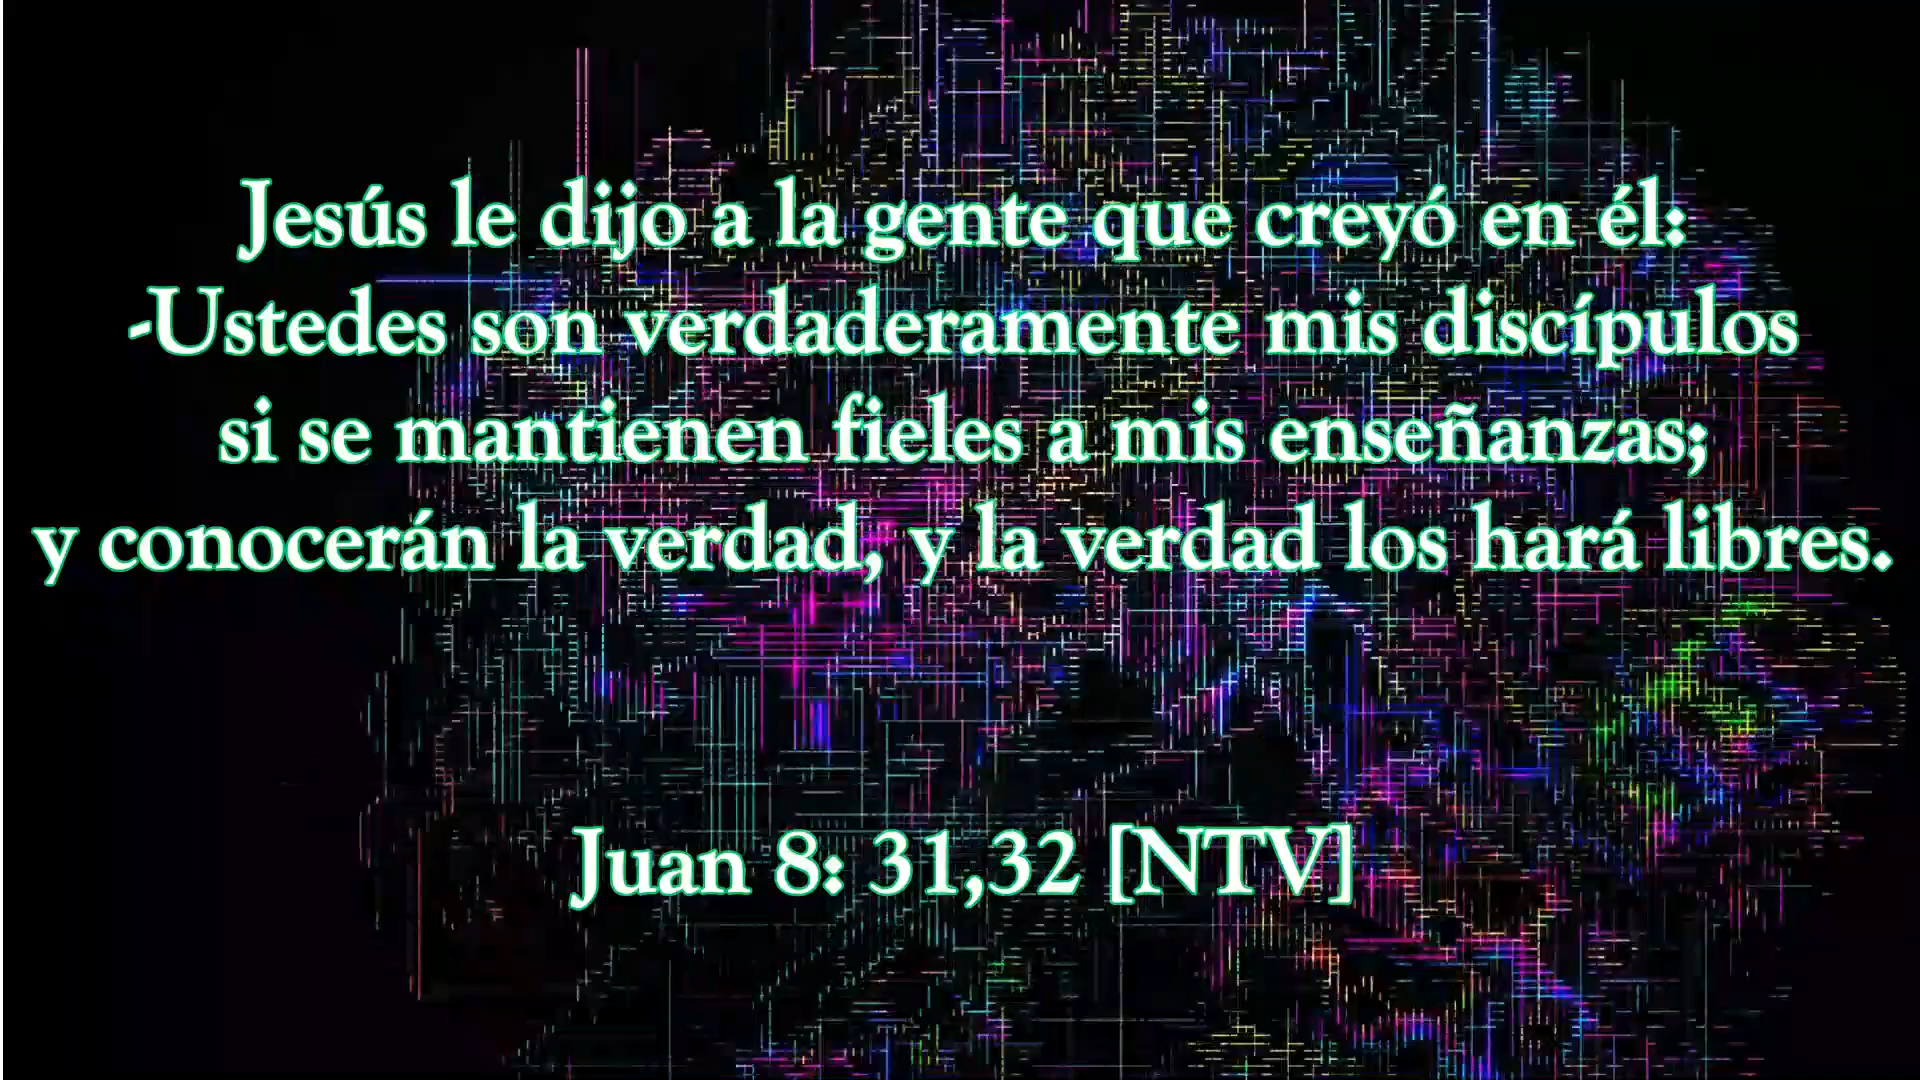 Jesús le dijo a la gente que creyó en él:
-Ustedes son verdaderamente mis discípulos
si se mantienen fieles a mis enseñanzas;
y conocerán la verdad, y la verdad los hará libres.
Juan 8: 31,32 [NTV]